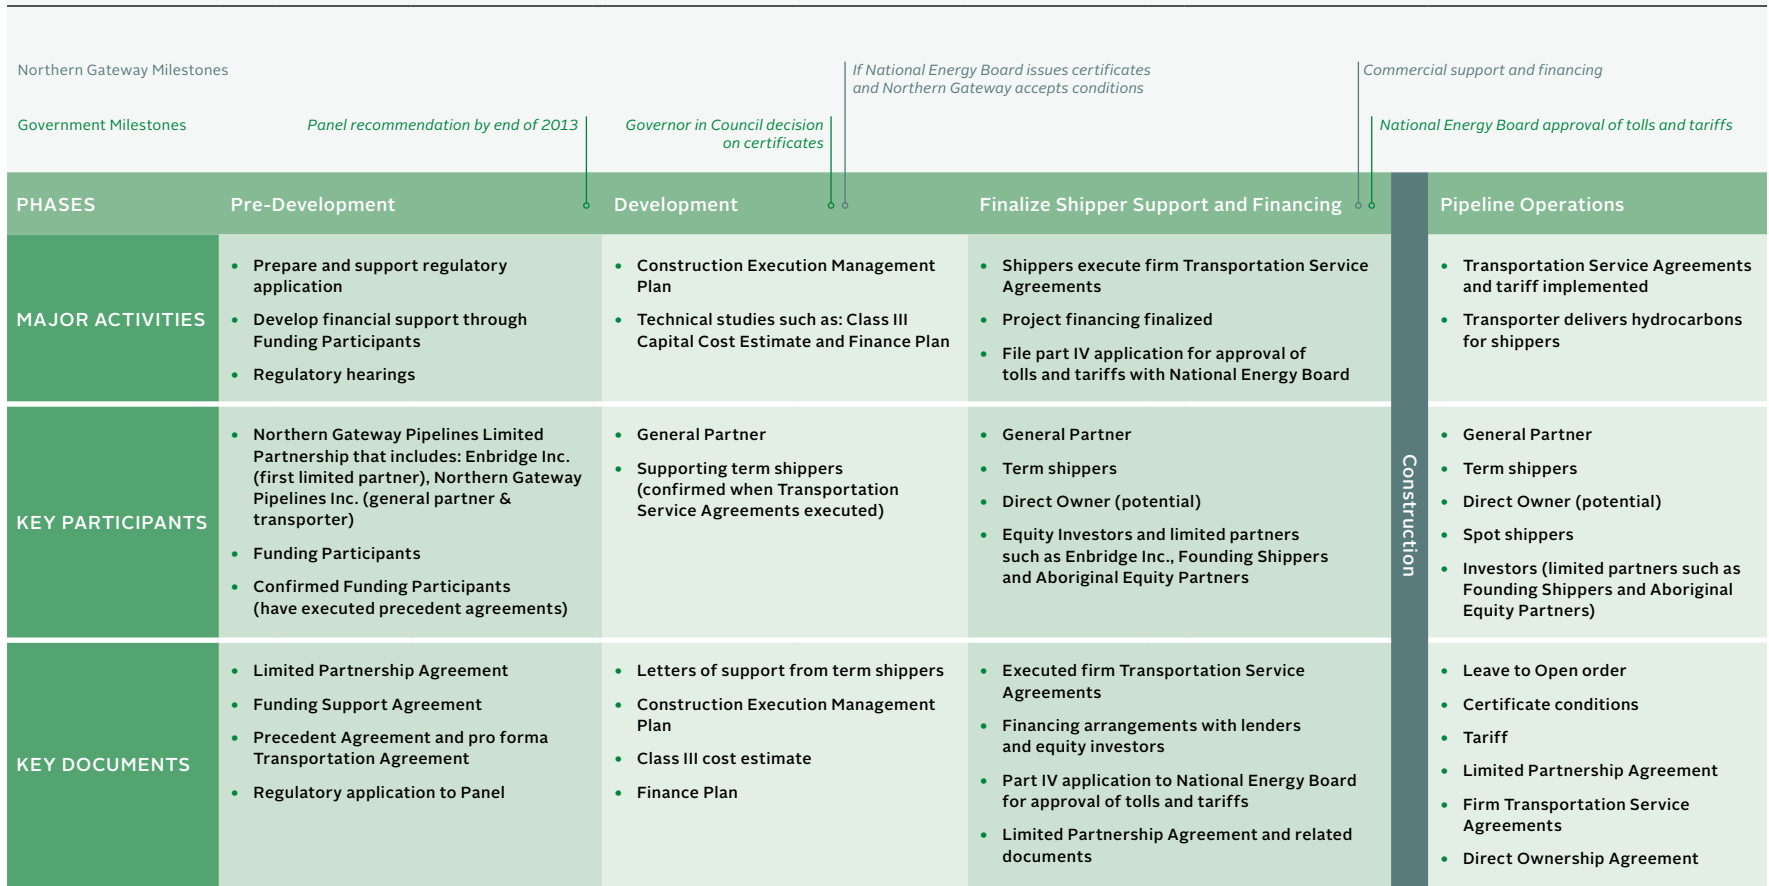 Northern Gateway Milestones
If National Energy Board issues certificates
and Northern Gateway accepts conditions
Commercial support and financing
Government Milestones
Panel recommendation by end of 2013
Governor in Council decision
on certificates
National Energy Board approval of tolls and tariffs
PHASES
Pre-Development
Development
Finalize Shipper Support and Financing
Pipeline Operations
MAJOR ACTIVITIES
• Prepare and support regulatory
application
• Develop financial support through
Funding Participants
• Regulatory hearings
• Construction Execution Management
Plan
• Technical studies such as: Class III
Capital Cost Estimate and Finance Plan
• Shippers execute firm Transportation Service
Agreements
• Project financing finalized
• File part IV application for approval of
tolls and tariffs with National Energy Board
• Transportation Service Agreements
and tariff implemented
• Transporter delivers hydrocarbons
for shippers
KEY PARTICIPANTS
• Northern Gateway Pipelines Limited
Partnership that includes: Enbridge Inc.
(first limited partner), Northern Gateway
Pipelines Inc. (general partner &
transporter)
• Funding Participants
• Confirmed Funding Participants
(have executed precedent agreements)
• General Partner
• Supporting term shippers
(confirmed when Transportation
Service Agreements executed)
• General Partner
• Term shippers
• Direct Owner (potential)
• Equity Investors and limited partners
such as Enbridge Inc., Founding Shippers
and Aboriginal Equity Partners
Construction
• General Partner
• Term shippers
• Direct Owner (potential)
• Spot shippers
• Investors (limited partners such as
Founding Shippers and Aboriginal
Equity Partners)
KEY DOCUMENTS
• Limited Partnership Agreement
• Funding Support Agreement
• Precedent Agreement and pro forma
Transportation Agreement
• Regulatory application to Panel
• Letters of support from term shippers
• Construction Execution Management
Plan
• Class III cost estimate
• Finance Plan
• Executed firm Transportation Service
Agreements
• Financing arrangements with lenders
and equity investors
• Part IV application to National Energy Board
for approval of tolls and tariffs
• Limited Partnership Agreement and related
documents
• Leave to Open order
• Certificate conditions
• Tariff
• Limited Partnership Agreement
• Firm Transportation Service
Agreements
• Direct Ownership Agreement